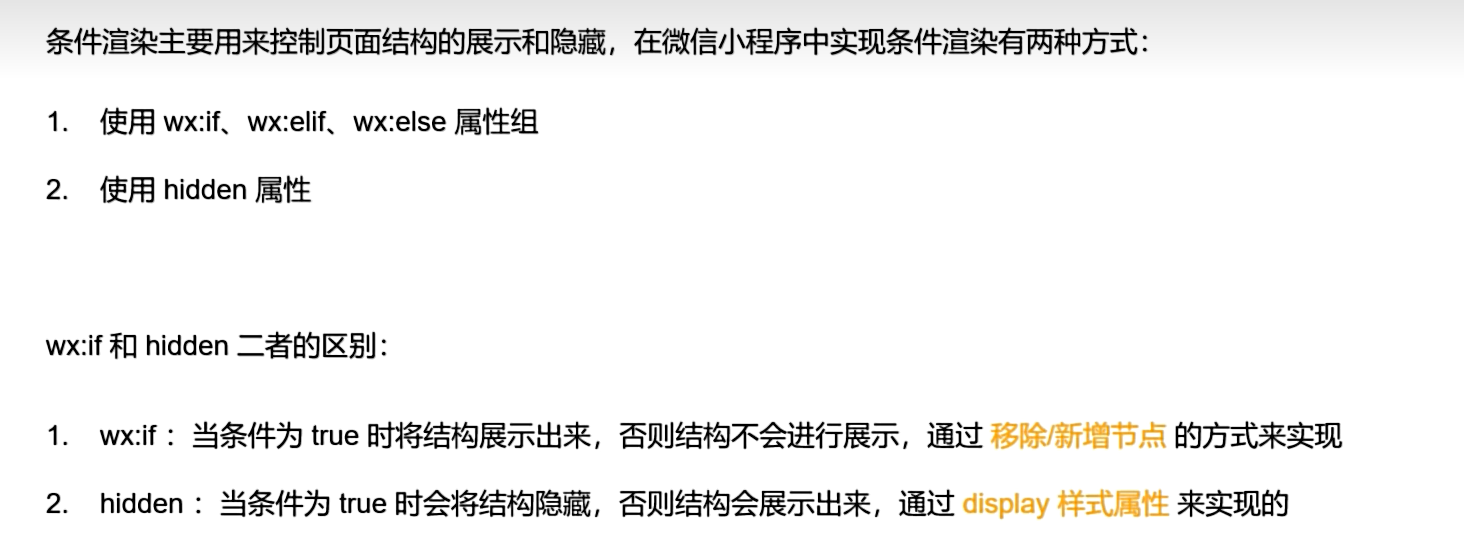 条件渲染主要用来控制页面结构的展示和隐藏，在微信小程序中实现条件渲染有两种方式：
1. 使用 wx:if、wx:elif、wx:else 属性组
2. 使用 hidden 属性
wx:if 和 hidden 二者的区别：
1. wx:if ：当条件为 true 时将结构展示出来，否则结构不会进行展示，通过 移除/新增节点 的方式来实现
2. hidden ：当条件为 true 时会将结构隐藏，否则结构会展示出来，通过 display 样式属性 来实现的